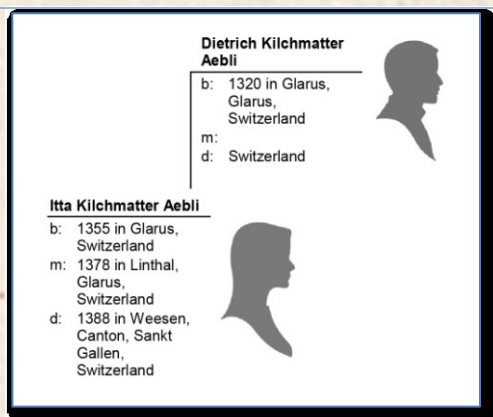 Dietrich Kilchmatter
Aebli
b: 1320 in Glarus,
Glarus,
Switzerland
m:
d: Switzerland
Itta Kilchmatter Aebli
b: 1355 in Glarus,
Switzerland
m: 1378 in Linthal,
Glarus,
Switzerland
d: 1388 in Weesen,
Canton, Sankt
Gallen,
Switzerland